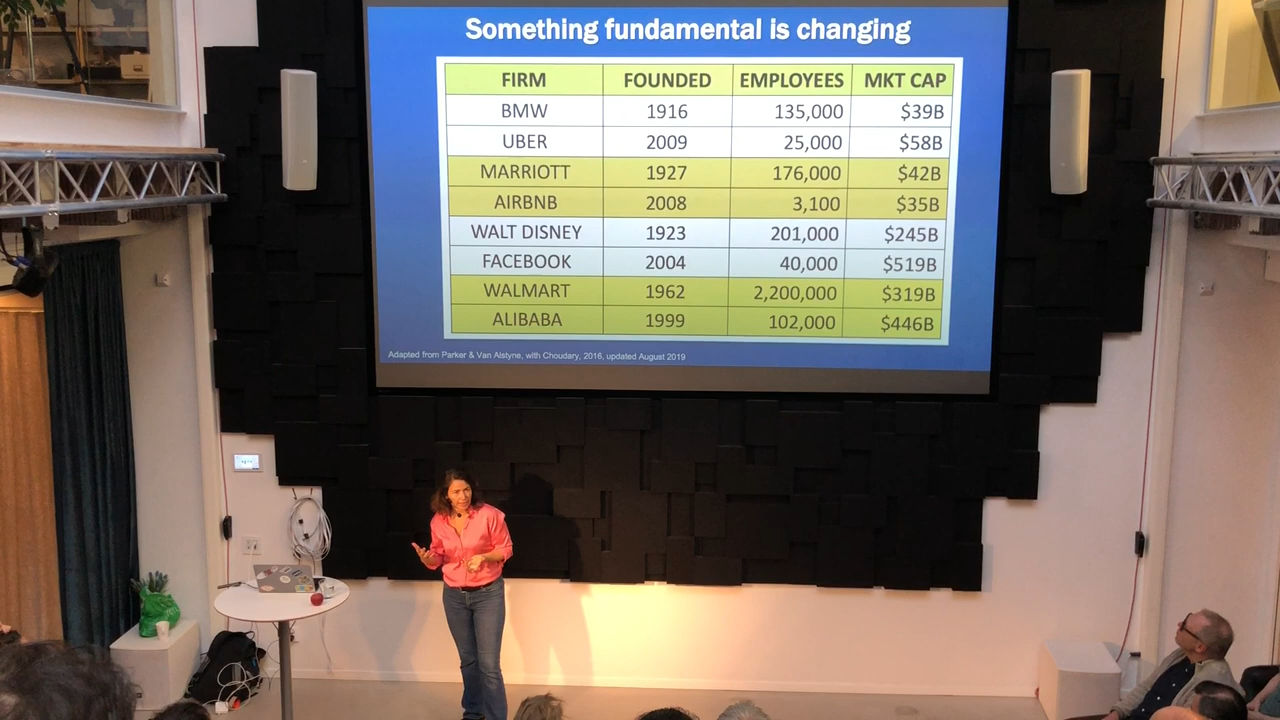 Something fundamental is changing
FIRM FOUNDED EMPLOYEES MKT CAP
BMW 1916 135,000 $39B
UBER 2009 25,000 $58B
MARRIOTT 1927 176,000 $42B
AIRBNB 2008 3,100 $35B
WALT DISNEY 1923 201,000 $245B
FACEBOOK 2004 40,000 $519B
WALMART 1962 2,200,000 $319B
ALIBABA 1999 102,000 $446B
Adapted from Parker & Van Alstyne, with Choudary, 2016, updated August 2019